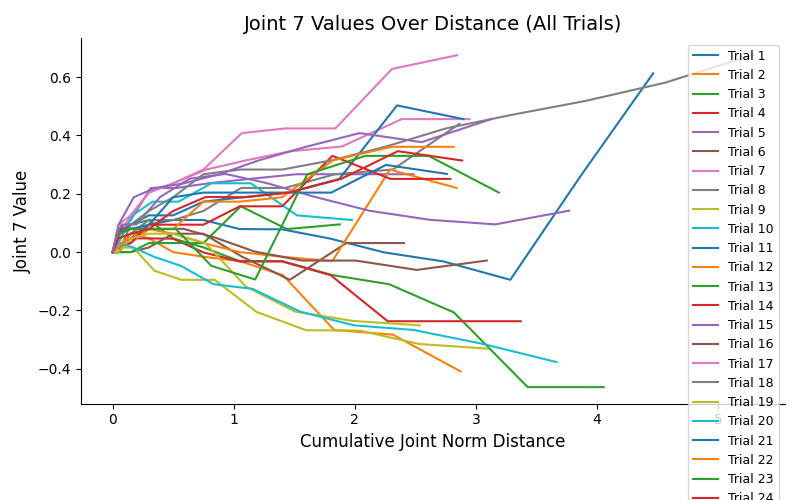 Joint 7 Values Over Distance (All Trials)
Joint 7 Value
0.6
0.4
0.2
0.0
−0.2
−0.4
0
1
2
3
4
5
Cumulative Joint Norm Distance
Trial 1
Trial 2
Trial 3
Trial 4
Trial 5
Trial 6
Trial 7
Trial 8
Trial 9
Trial 10
Trial 11
Trial 12
Trial 13
Trial 14
Trial 15
Trial 16
Trial 17
Trial 18
Trial 19
Trial 20
Trial 21
Trial 22
Trial 23
Trial 24